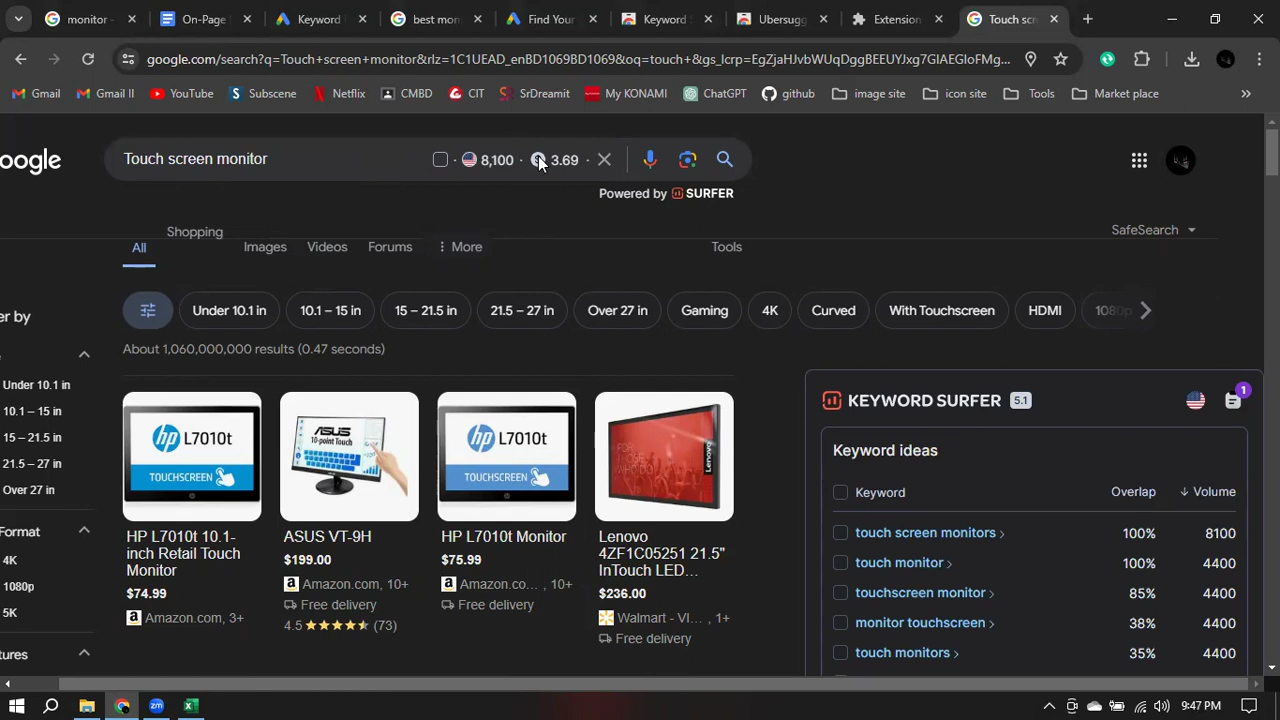 monitor -
On-Page
Keyword
best mon
Find Your
Keyword
Ubersugg
Extension
Touch scr
google.com/search?q=Touch+screen+monitor&rlz=1C1UEAD_enBD1069BD1069&oq=touch+&gs_lcrp=EgZjaHJvbWUqDggBEEUYJxg7GIAEGIoFMg...
Gmail
Gmail II
YouTube
Subscene
Netflix
CMBD
CIT
SrDreamit
My KONAMI
ChatGPT
github
image site
icon site
Tools
Market place
oogle
Touch screen monitor
8,100
3.69
Powered by SURFER
Shopping
All
Images
Videos
Forums
More
Tools
SafeSearch
Under 10.1 in
10.1 – 15 in
15 – 21.5 in
21.5 – 27 in
Over 27 in
Gaming
4K
Curved
With Touchscreen
HDMI
1080p
About 1,060,000,000 results (0.47 seconds)
er by
Under 10.1 in
10.1 – 15 in
15 – 21.5 in
21.5 – 27 in
Over 27 in
Format
4K
1080p
5K
tures
hp L7010t
TOUCHSCREEN
HP L7010t 10.1-
inch Retail Touch
Monitor
$74.99
Amazon.com, 3+
ASUS
10-point Touch
ASUS VT-9H
$199.00
Amazon.com, 10+
Free delivery
4.5
(73)
hp L7010t
TOUCHSCREEN
HP L7010t Monitor
$75.99
Amazon.co... , 10+
Free delivery
FOR
THOSE
WHO DO.
Lenovo
Lenovo
4ZF1C05251 21.5"
InTouch LED...
$236.00
Walmart - VI... , 1+
Free delivery
KEYWORD SURFER 5.1
1
Keyword ideas
Keyword Overlap Volume
touch screen monitors 100% 8100
touch monitor 100% 4400
touchscreen monitor 85% 4400
monitor touchscreen 38% 4400
touch monitors 35% 4400
9:47 PM